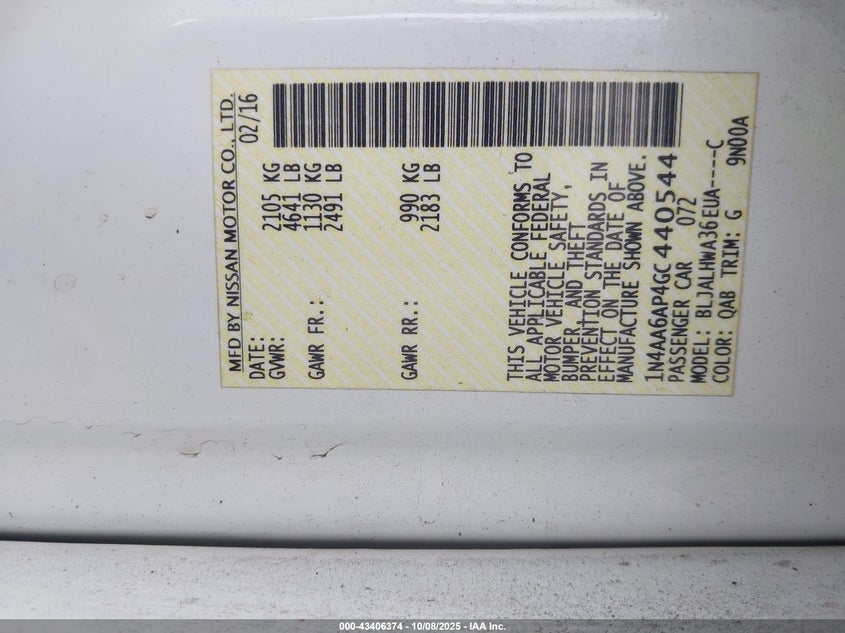 MFD BY NISSAN MOTOR CO., LTD.
DATE: 02/16
GVWR: 2105 KG
4641 LB
GAWR FR.: 1130 KG
2491 LB
GAWR RR.: 990 KG
2183 LB
THIS VEHICLE CONFORMS TO
ALL APPLICABLE FEDERAL
MOTOR VEHICLE SAFETY,
BUMPER, AND THEFT
PREVENTION STANDARDS IN
EFFECT ON THE DATE OF
MANUFACTURE SHOWN ABOVE.
1N4AA6AP4GC440544
PASSENGER CAR 072
MODEL: BLJALHWA36EUA----C
COLOR: QAB TRIM: G 9N00A
000-43406374 - 10/08/2025 - IAA Inc.